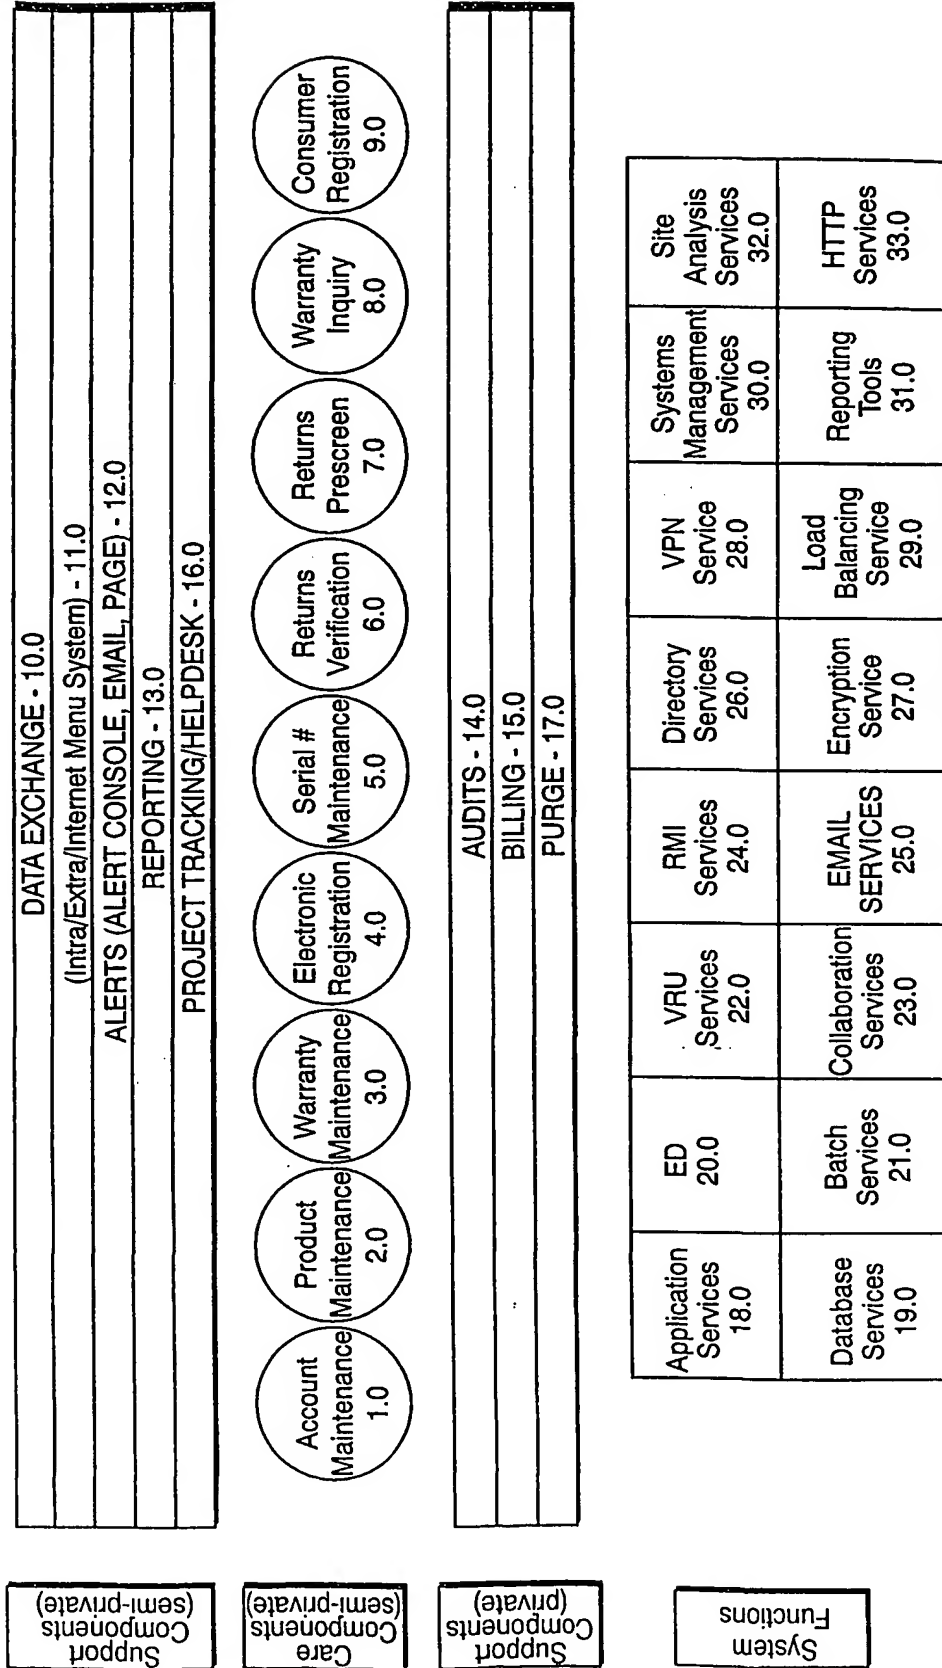 Support
Components
(semi-private)
DATA EXCHANGE - 10.0
(Intra/Extra/Internet Menu System) - 11.0
ALERTS (ALERT CONSOLE, EMAIL, PAGE) - 12.0
REPORTING - 13.0
PROJECT TRACKING/HELPDESK - 16.0
Care
Components
(semi-private)
Account
Maintenance
1.0
Product
Maintenance
2.0
Warranty
Maintenance
3.0
Electronic
Registration
4.0
Serial #
Maintenance
5.0
Returns
Verification
6.0
Returns
Prescreen
7.0
Warranty
Inquiry
8.0
Consumer
Registration
9.0
Support
Components
(private)
AUDITS - 14.0
BILLING - 15.0
PURGE - 17.0
System
Functions
Application
Services
18.0
ED
20.0
VRU
Services
22.0
RMI
Services
24.0
Directory
Services
26.0
VPN
Service
28.0
Systems
Management
Services
30.0
Site
Analysis
Services
32.0
Database
Services
19.0
Batch
Services
21.0
Collaboration
Services
23.0
EMAIL
SERVICES
25.0
Encryption
Service
27.0
Load
Balancing
Service
29.0
Reporting
Tools
31.0
HTTP
Services
33.0